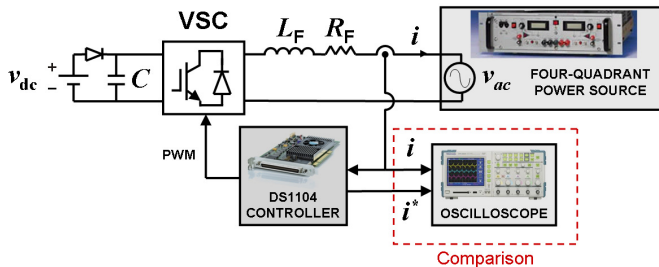 VSC
L_F
R_F
i
v_dc
+
−
C
v_ac
FOUR-QUADRANT
POWER SOURCE
PWM
DS1104
CONTROLLER
i
i*
OSCILLOSCOPE
Comparison